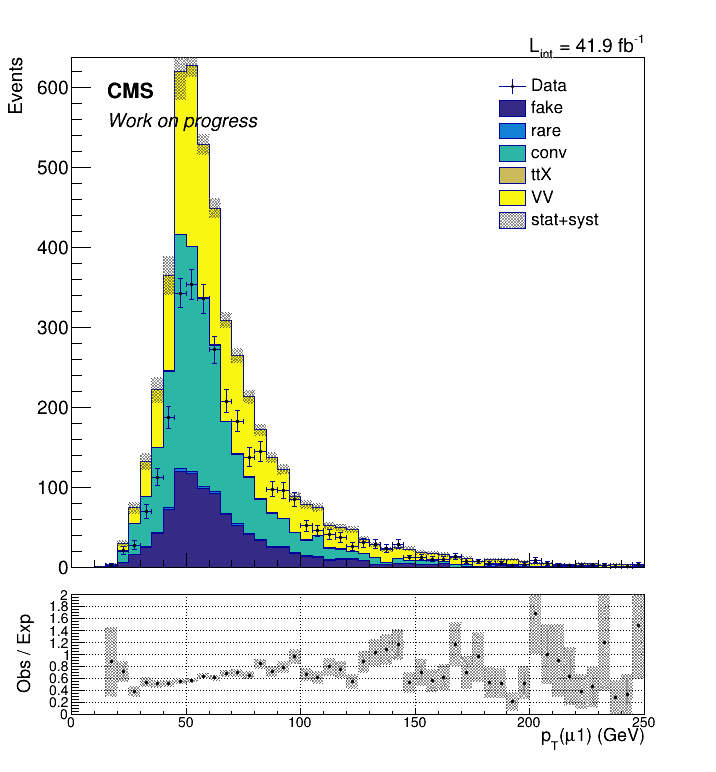 L_int = 41.9 fb^-1
Events
600
500
400
300
200
100
0
CMS
Work on progress
Data
fake
rare
conv
ttX
VV
stat+syst
Obs / Exp
2
1.8
1.6
1.4
1.2
1
0.8
0.6
0.4
0.2
0
0 50 100 150 200 250
p_T(μ1) (GeV)